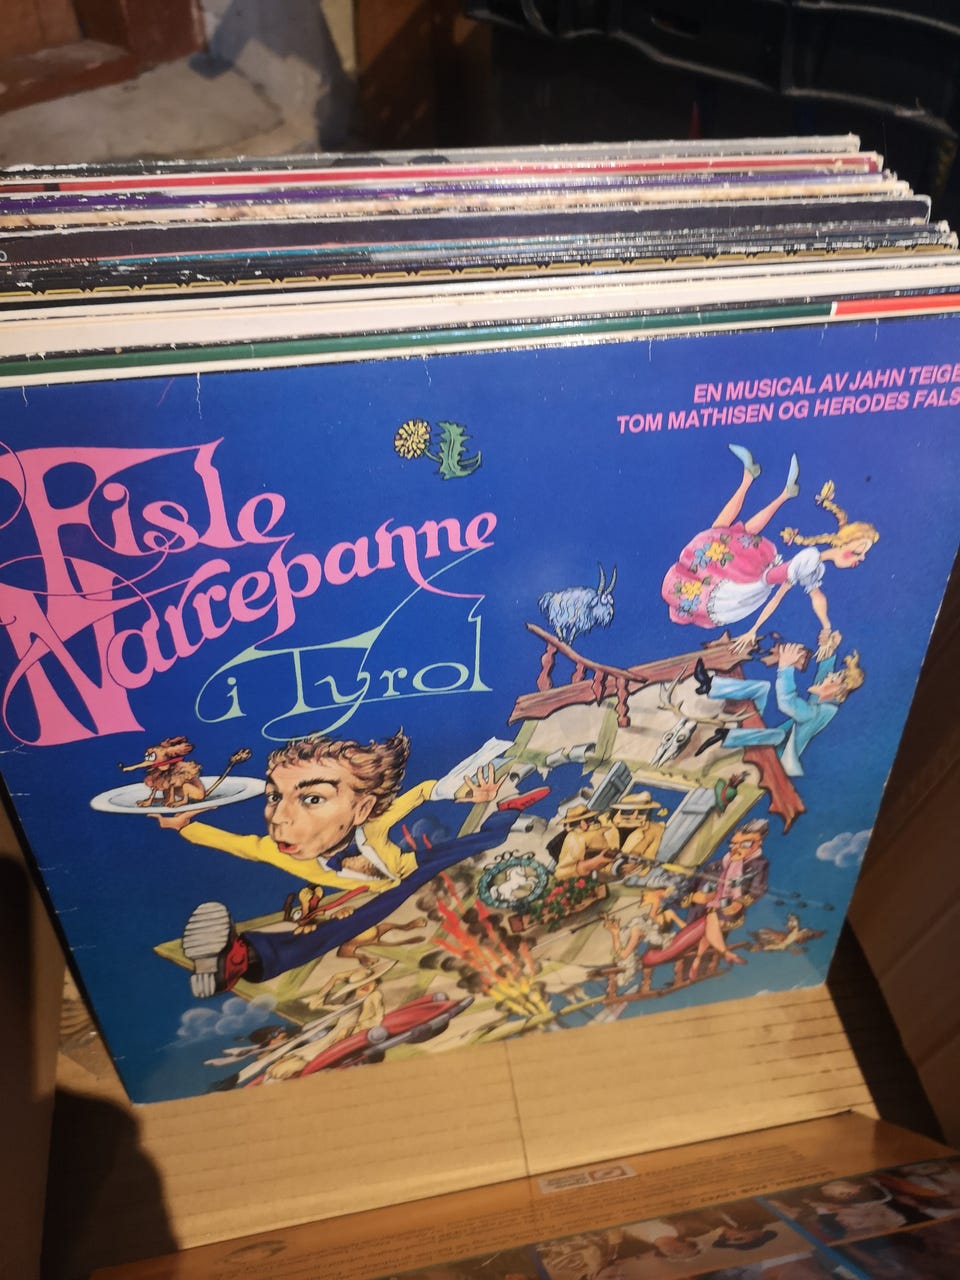 EN MUSICAL AV JAHN TEIGE
TOM MATHISEN OG HERODES FALS
Fisle
Narrepanne
i Tyrol